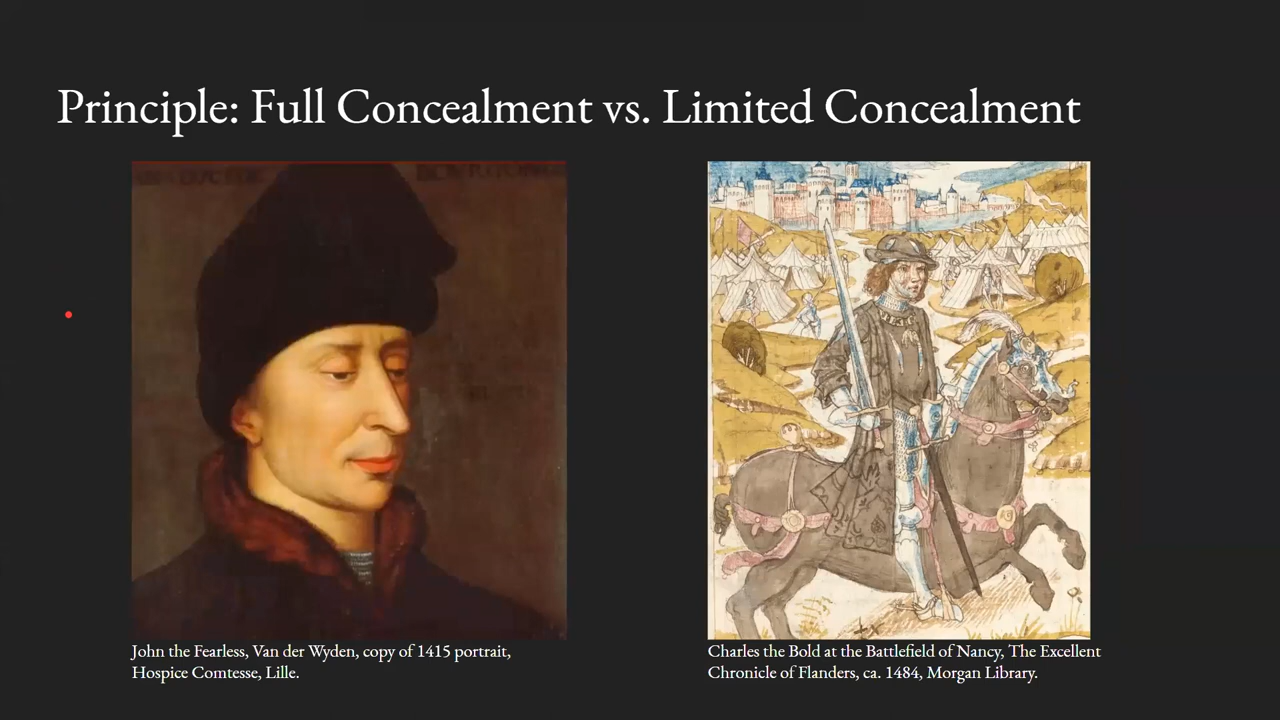 Principle: Full Concealment vs. Limited Concealment
John the Fearless, Van der Wyden, copy of 1415 portrait,
Hospice Comtesse, Lille.
Charles the Bold at the Battlefield of Nancy, The Excellent
Chronicle of Flanders, ca. 1484, Morgan Library.